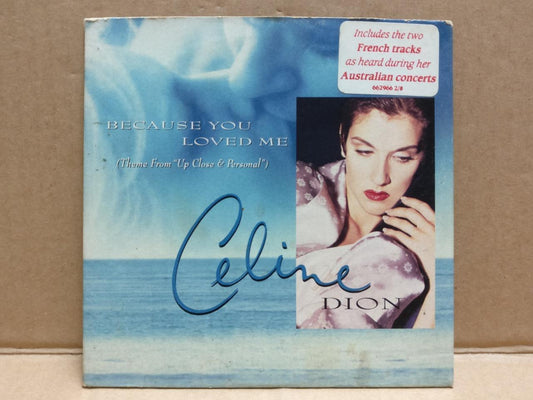 Includes the two
French tracks
as heard during her
Australian concerts
662966 2/8
BECAUSE YOU
LOVED ME
(Theme From "Up Close & Personal")
Celine
DION